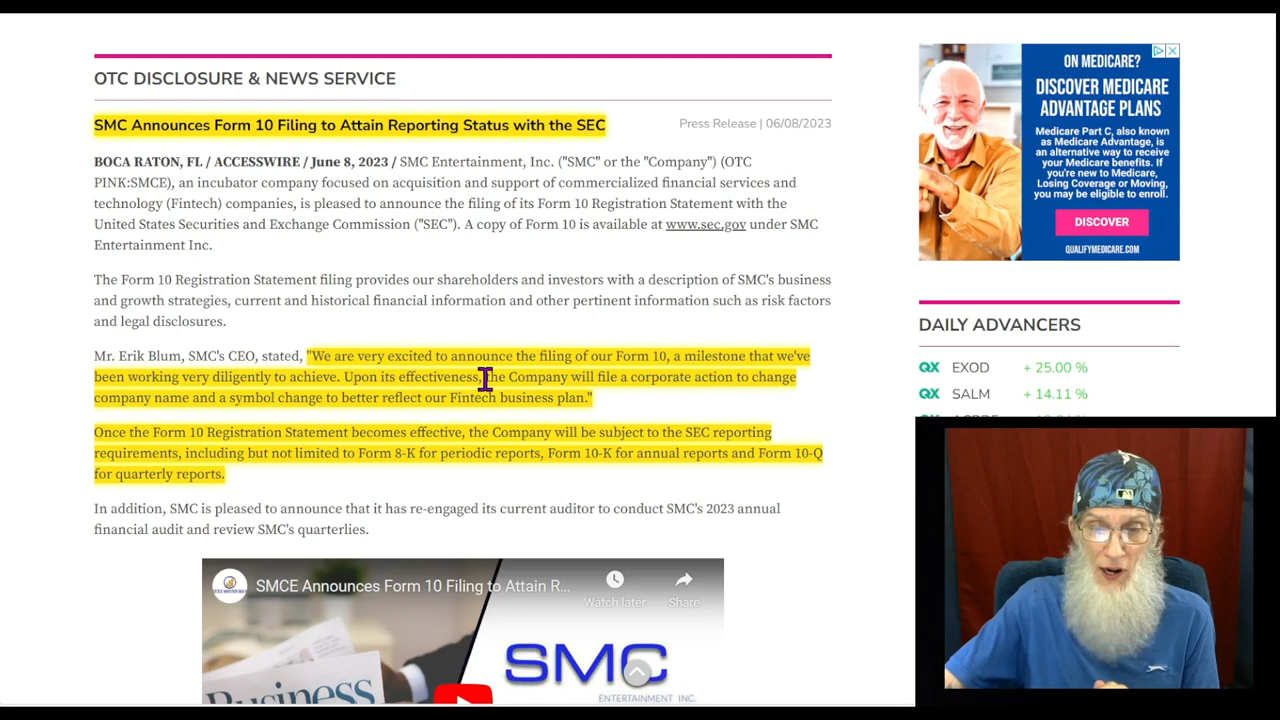 OTC DISCLOSURE & NEWS SERVICE
SMC Announces Form 10 Filing to Attain Reporting Status with the SEC
Press Release | 06/08/2023
BOCA RATON, FL / ACCESSWIRE / June 8, 2023 / SMC Entertainment, Inc. ("SMC" or the "Company") (OTC
PINK:SMCE), an incubator company focused on acquisition and support of commercialized financial services and
technology (Fintech) companies, is pleased to announce the filing of its Form 10 Registration Statement with the
United States Securities and Exchange Commission ("SEC"). A copy of Form 10 is available at www.sec.gov under SMC
Entertainment Inc.
The Form 10 Registration Statement filing provides our shareholders and investors with a description of SMC's business
and growth strategies, current and historical financial information and other pertinent information such as risk factors
and legal disclosures.
Mr. Erik Blum, SMC's CEO, stated, "We are very excited to announce the filing of our Form 10, a milestone that we've
been working very diligently to achieve. Upon its effectiveness, the Company will file a corporate action to change
company name and a symbol change to better reflect our Fintech business plan."
Once the Form 10 Registration Statement becomes effective, the Company will be subject to the SEC reporting
requirements, including but not limited to Form 8-K for periodic reports, Form 10-K for annual reports and Form 10-Q
for quarterly reports.
In addition, SMC is pleased to announce that it has re-engaged its current auditor to conduct SMC's 2023 annual
financial audit and review SMC's quarterlies.
SMCE Announces Form 10 Filing to Attain R...
Watch later
Share
Business
SMC
ENTERTAINMENT INC.
ON MEDICARE?
DISCOVER MEDICARE
ADVANTAGE PLANS
Medicare Part C, also known
as Medicare Advantage, is
an alternative way to receive
your Medicare benefits. If
you're new to Medicare,
Losing Coverage or Moving,
you may be eligible to enroll.
DISCOVER
QUALIFYMEDICARE.COM
DAILY ADVANCERS
QX EXOD + 25.00 %
QX SALM + 14.11 %